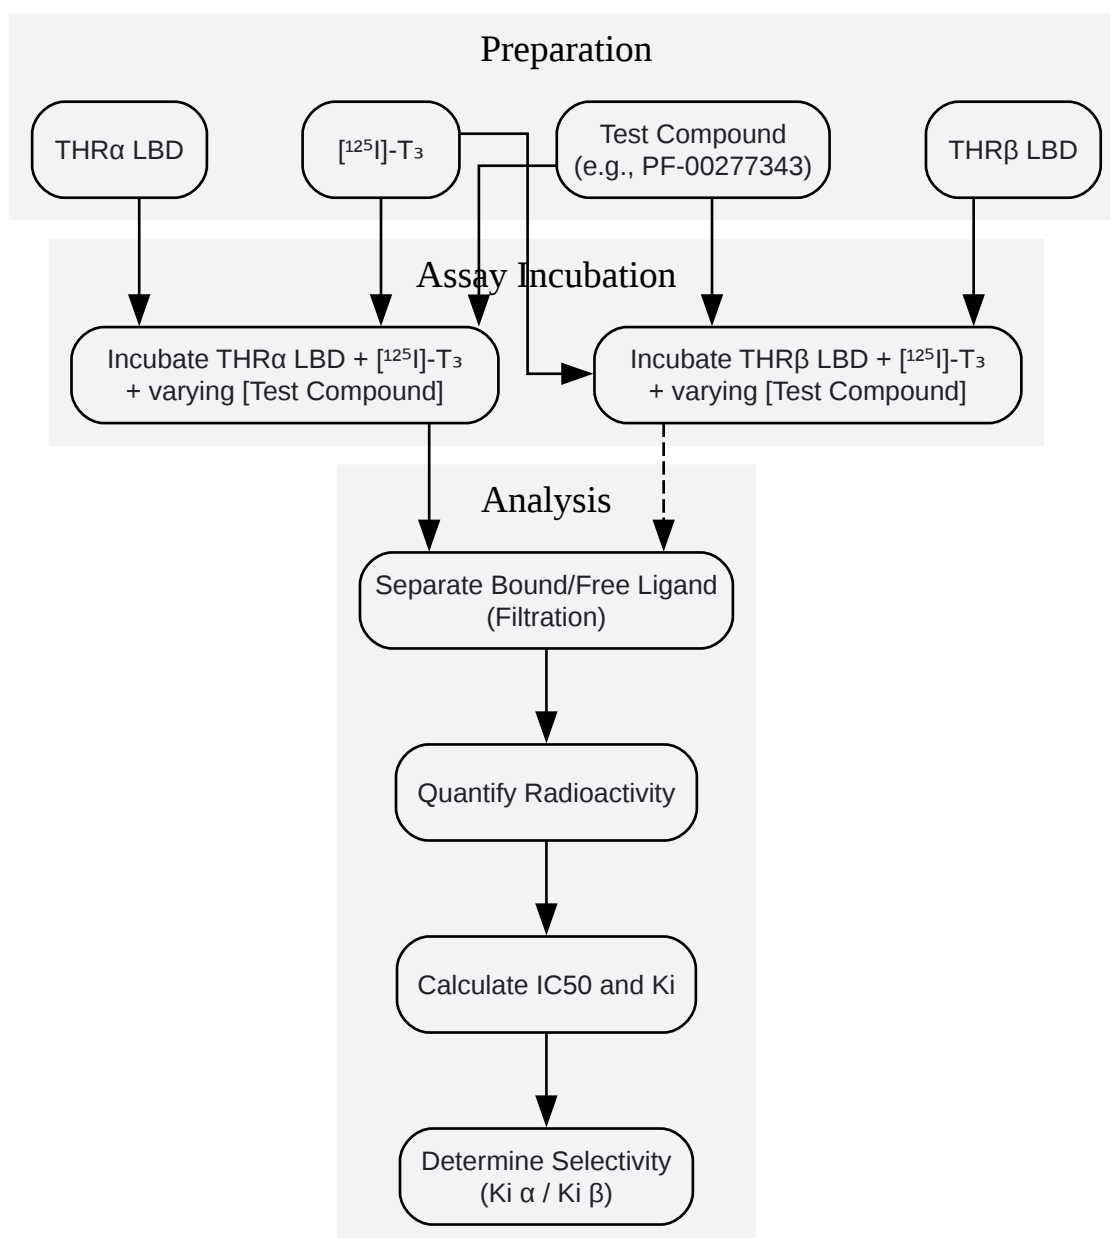 Preparation
THRα LBD
[¹²⁵I]-T₃
Test Compound
(e.g., PF-00277343)
THRβ LBD
Assay Incubation
Incubate THRα LBD + [¹²⁵I]-T₃
+ varying [Test Compound]
Incubate THRβ LBD + [¹²⁵I]-T₃
+ varying [Test Compound]
Analysis
Separate Bound/Free Ligand
(Filtration)
Quantify Radioactivity
Calculate IC50 and Ki
Determine Selectivity
(Ki α / Ki β)